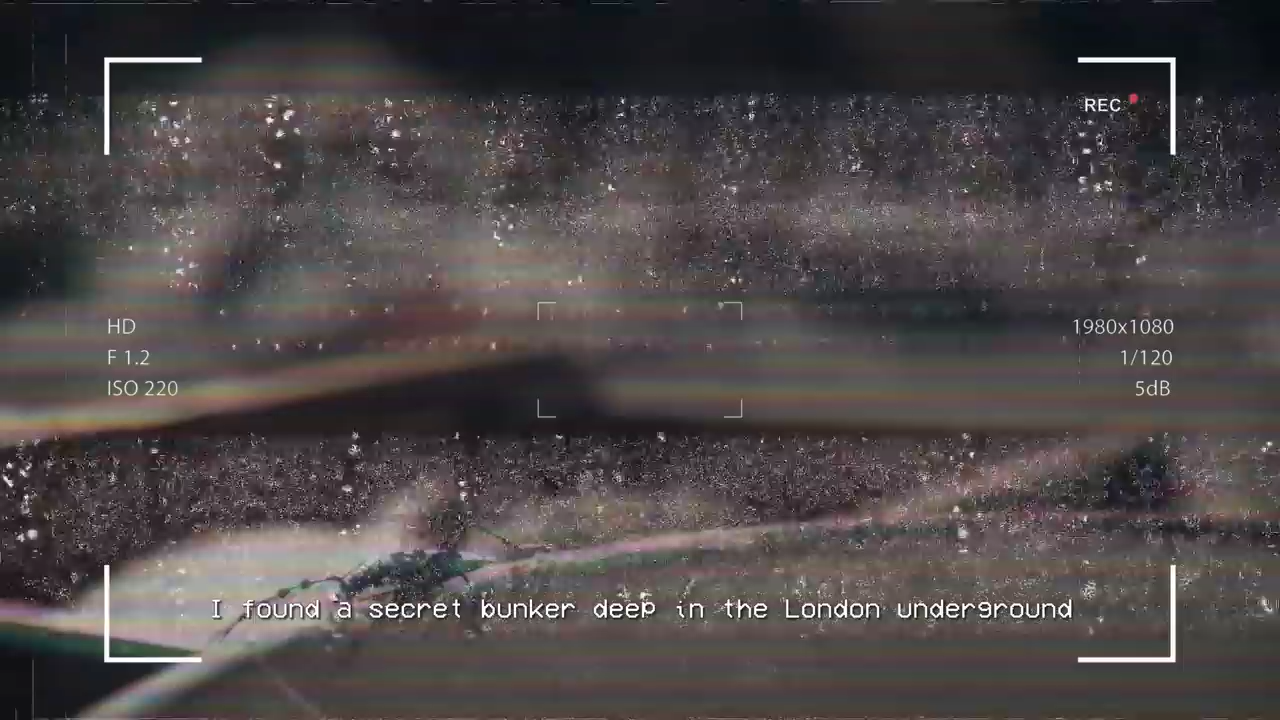 REC
HD
F 1.2
ISO 220
1980x1080
1/120
5dB
I found a secret bunker deep in the London underground